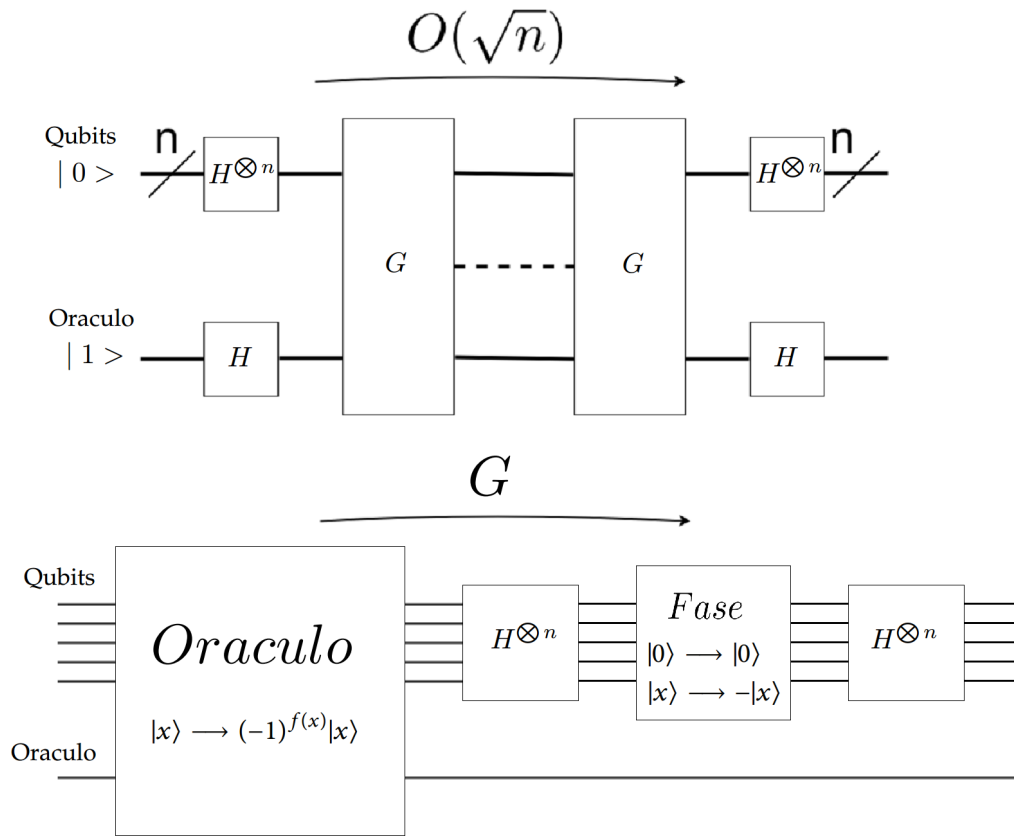 O(√n)
Qubits
n
n
| 0 >
H⊗n
H⊗n
G
G
Oraculo
| 1 >
H
H
G
Qubits
Oraculo
|x⟩ ⟶ (-1)^f(x)|x⟩
H⊗n
Fase
|0⟩ ⟶ |0⟩
|x⟩ ⟶ -|x⟩
H⊗n
Oraculo